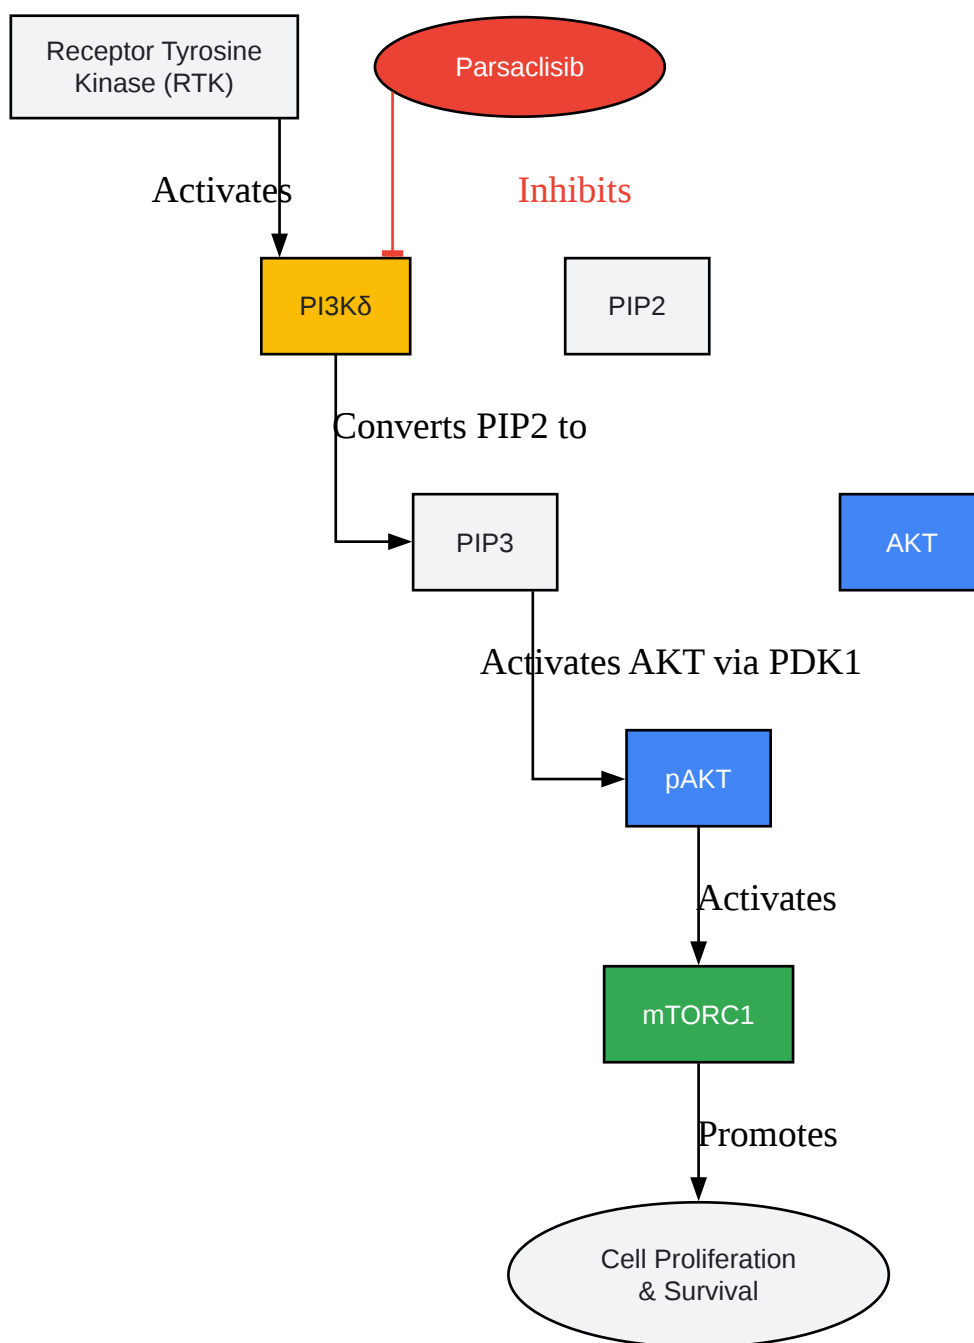 Receptor Tyrosine
Kinase (RTK)
Parsaclisib
Activates
Inhibits
PI3Kδ
PIP2
Converts PIP2 to
PIP3
AKT
Activates AKT via PDK1
pAKT
Activates
mTORC1
Promotes
Cell Proliferation
& Survival